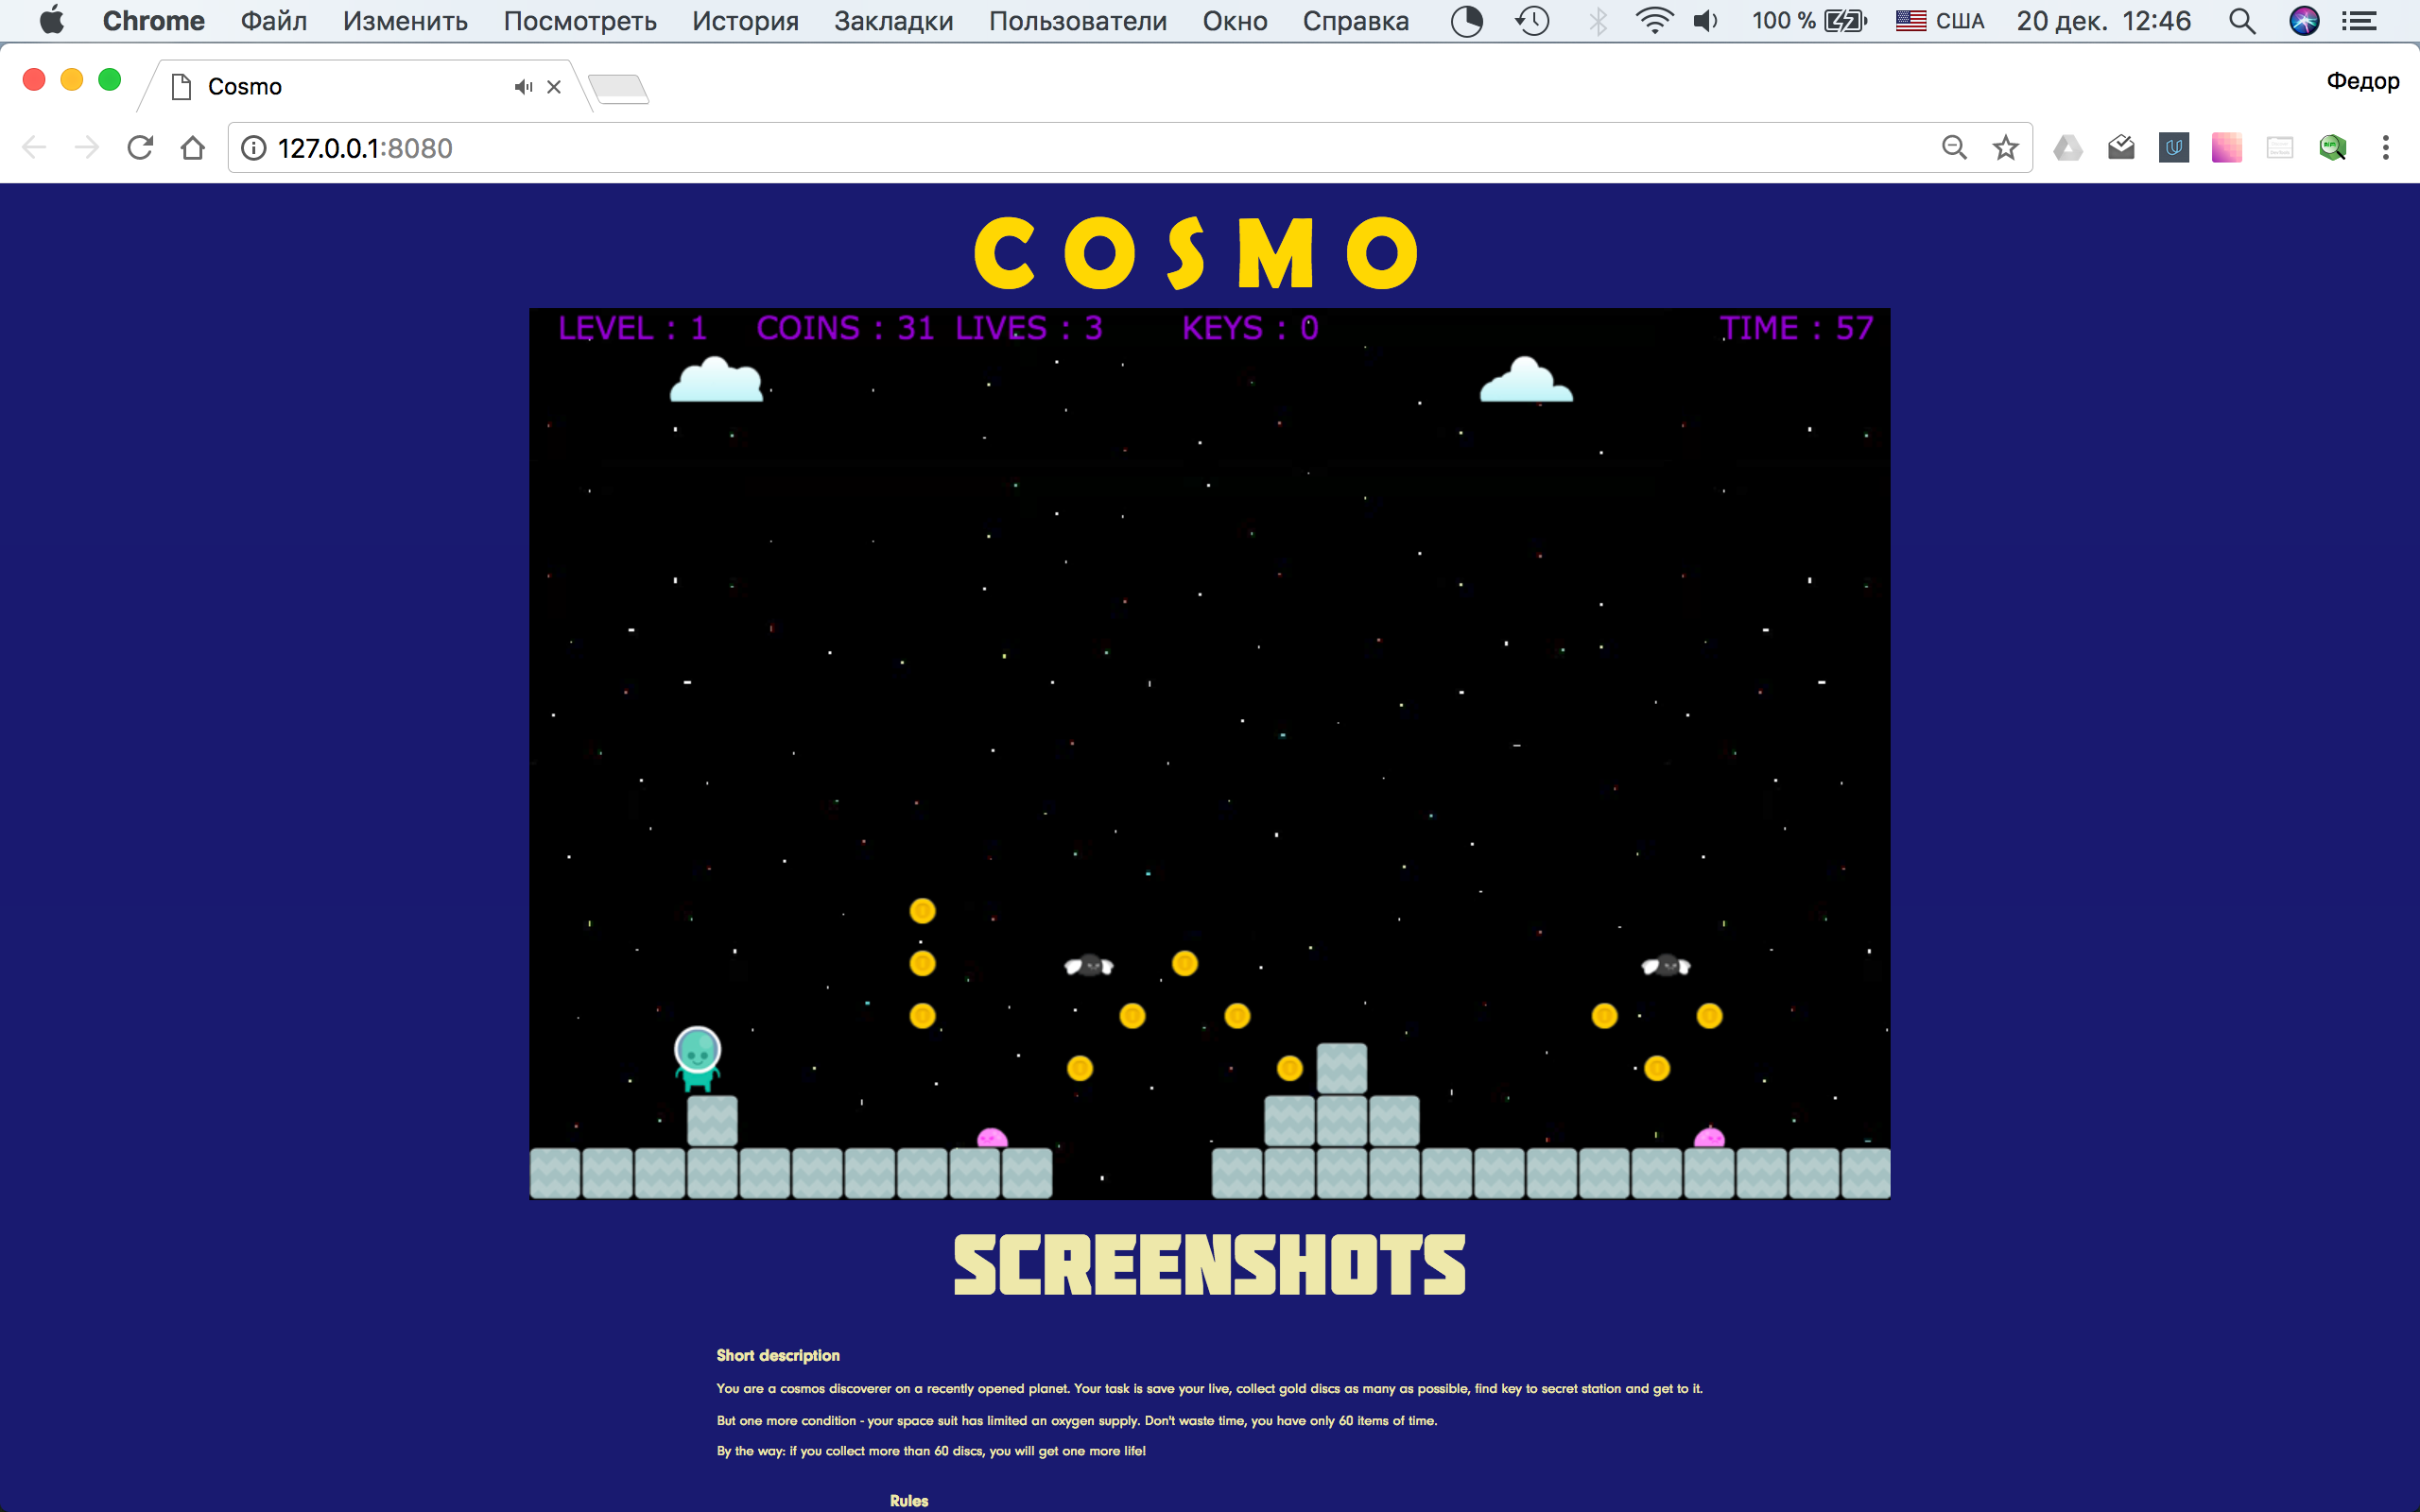 Chrome Файл Изменить Посмотреть История Закладки Пользователи Окно Справка 100 % США 20 дек. 12:46
Cosmo Федор
127.0.0.1:8080
COSMO
LEVEL : 1 COINS : 31 LIVES : 3 KEYS : 0 TIME : 57
SCREENSHOTS
Short description
You are a cosmos discoverer on a recently opened planet. Your task is save your live, collect gold discs as many as possible, find key to secret station and get to it.
But one more condition - your space suit has limited an oxygen supply. Don't waste time, you have only 60 items of time.
By the way: if you collect more than 60 discs, you will get one more life!
Rules